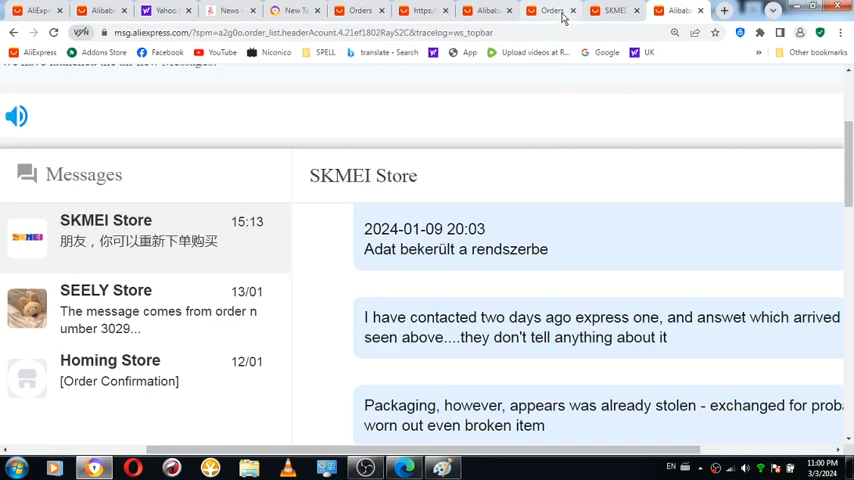 AliExpr
Alibab
Yahoo
News -
New Ta
Orders
https:/
Alibab
Orders
SKMEI
Alibab
VPN
msg.aliexpress.com/?spm=a2g0o.order_list.headerAcount.4.21ef1802RayS2C&tracelog=ws_topbar
AliExpress
Addons Store
Facebook
YouTube
Niconico
SPELL
translate - Search
App
Upload videos at R...
Google
UK
Other bookmarks
Messages
SKMEI Store
SKMEI Store 15:13
朋友，你可以重新下单购买
SEELY Store 13/01
The message comes from order n
umber 3029...
Homing Store 12/01
[Order Confirmation]
2024-01-09 20:03
Adat bekerült a rendszerbe
I have contacted two days ago express one, and answet which arrived
seen above....they don't tell anything about it
Packaging, however, appears was already stolen - exchanged for proba
worn out even broken item
EN
11:00 PM
3/3/2024